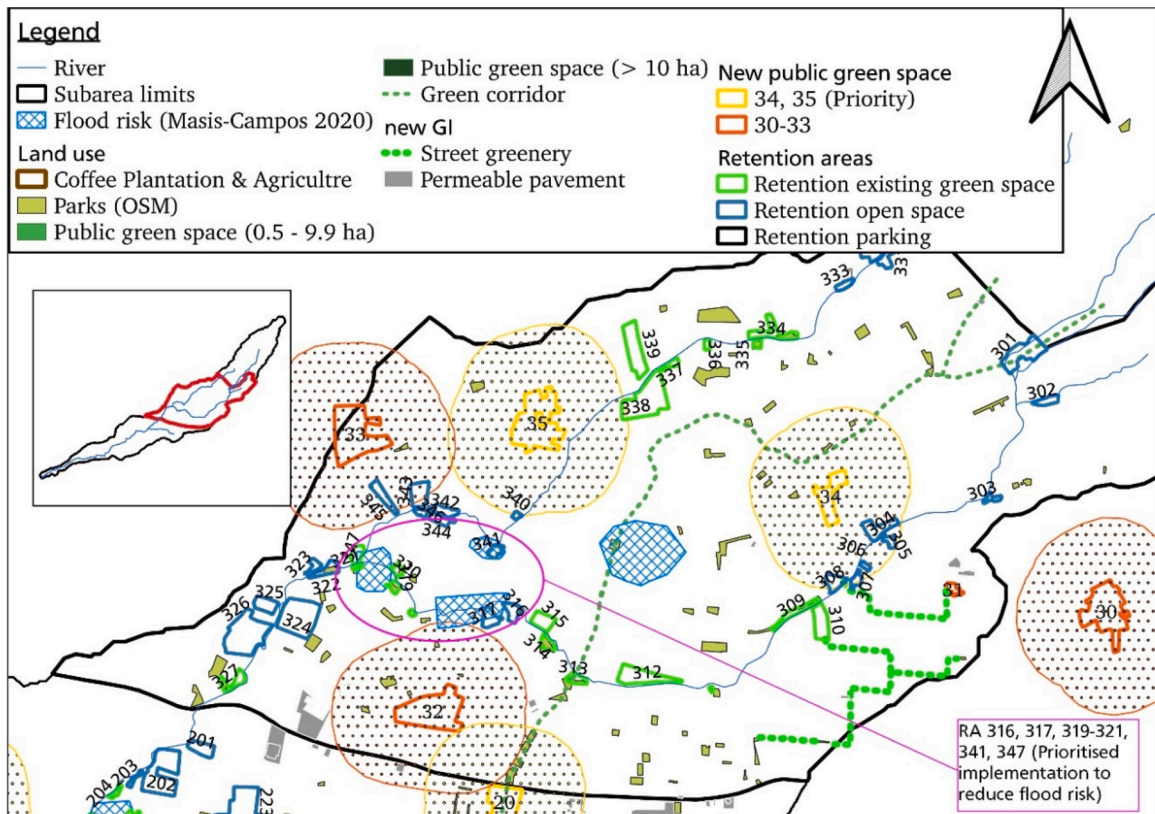 Legend
River
Subarea limits
Flood risk (Masis-Campos 2020)
Land use
Coffee Plantation & Agricultre
Parks (OSM)
Public green space (0.5 - 9.9 ha)
Public green space (> 10 ha)
Green corridor
new GI
Street greenery
Permeable pavement
New public green space
34, 35 (Priority)
30-33
Retention areas
Retention existing green space
Retention open space
Retention parking
333
334
335
336
337
338
339
301
302
303
304
305
306
307
308
309
310
312
313
314
315
316
317
320
322
323
324
325
326
327
340
341
342
343
344
345
346
33
35
34
31
30
32
20
201
202
203
204
223
RA 316, 317, 319-321,
341, 347 (Prioritised
implementation to
reduce flood risk)